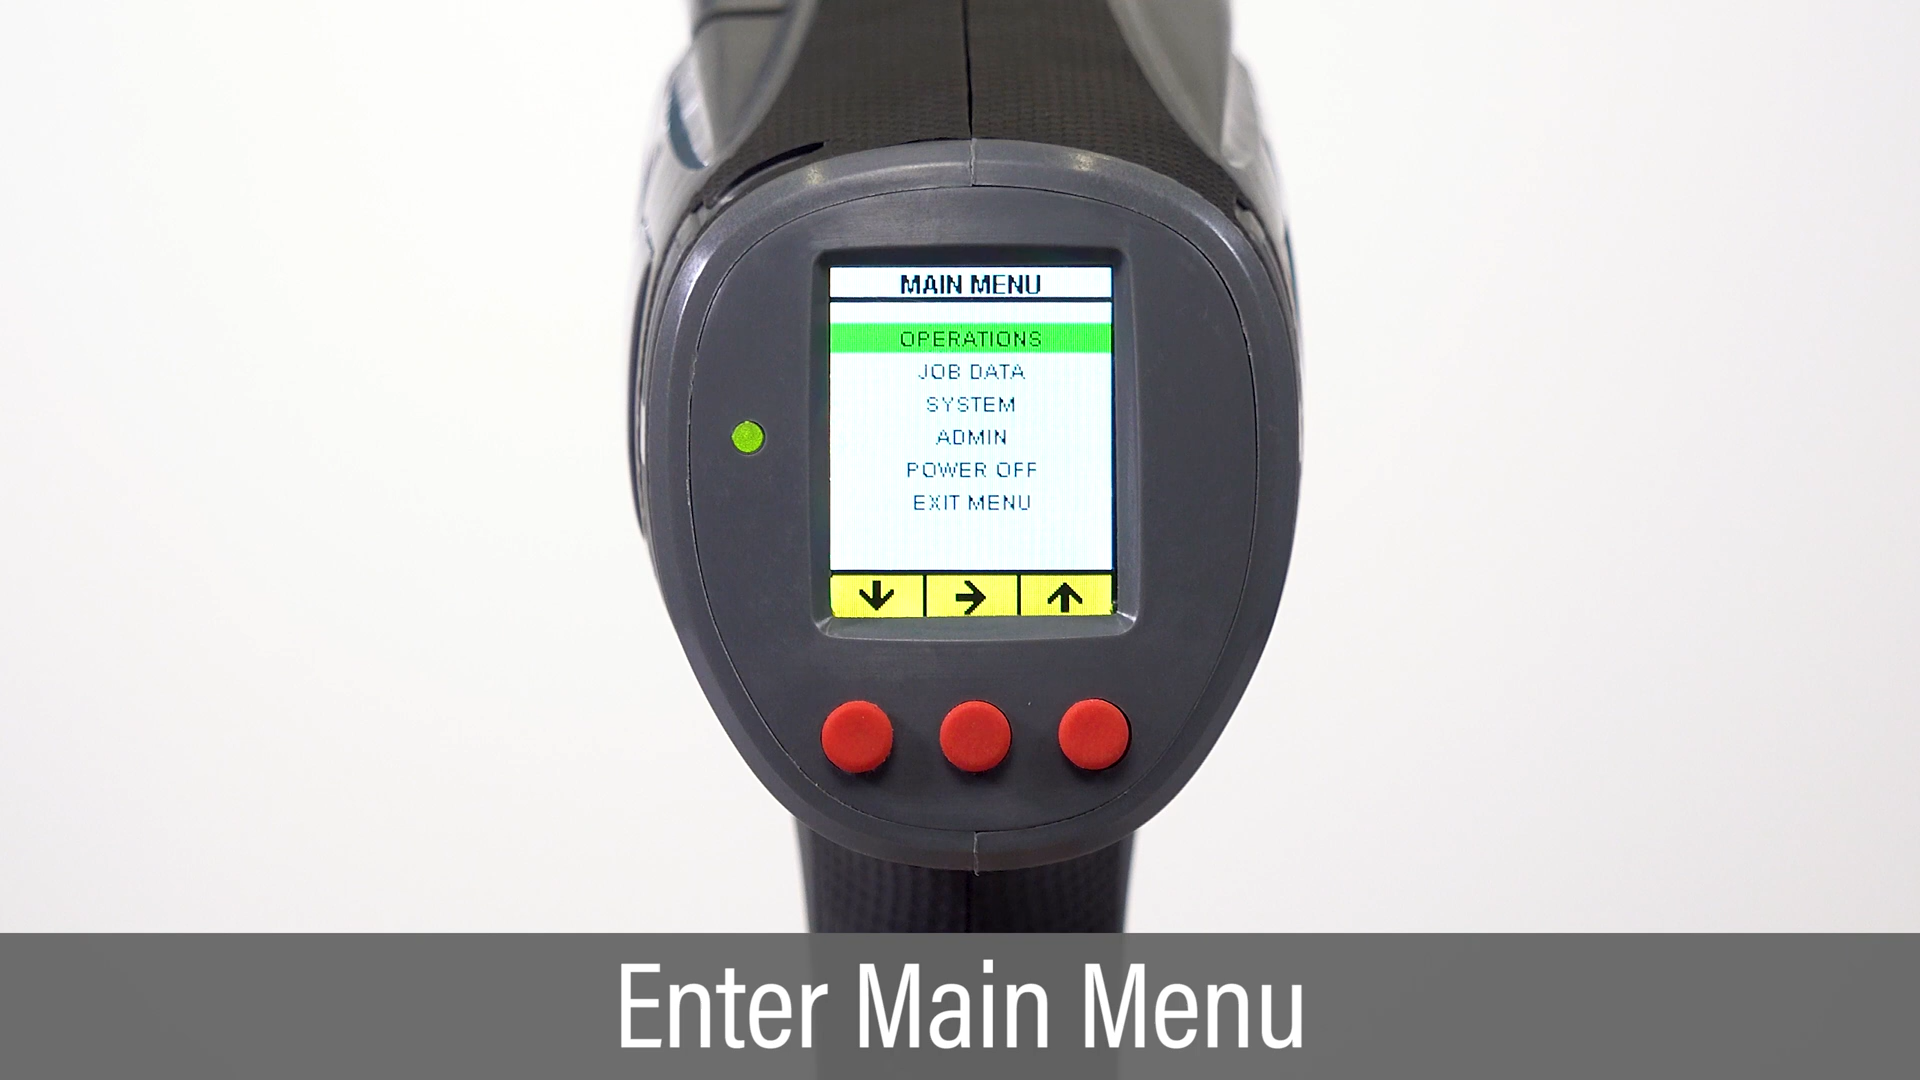 MAIN MENU
OPERATIONS
JOB DATA
SYSTEM
ADMIN
POWER OFF
EXIT MENU
Enter Main Menu